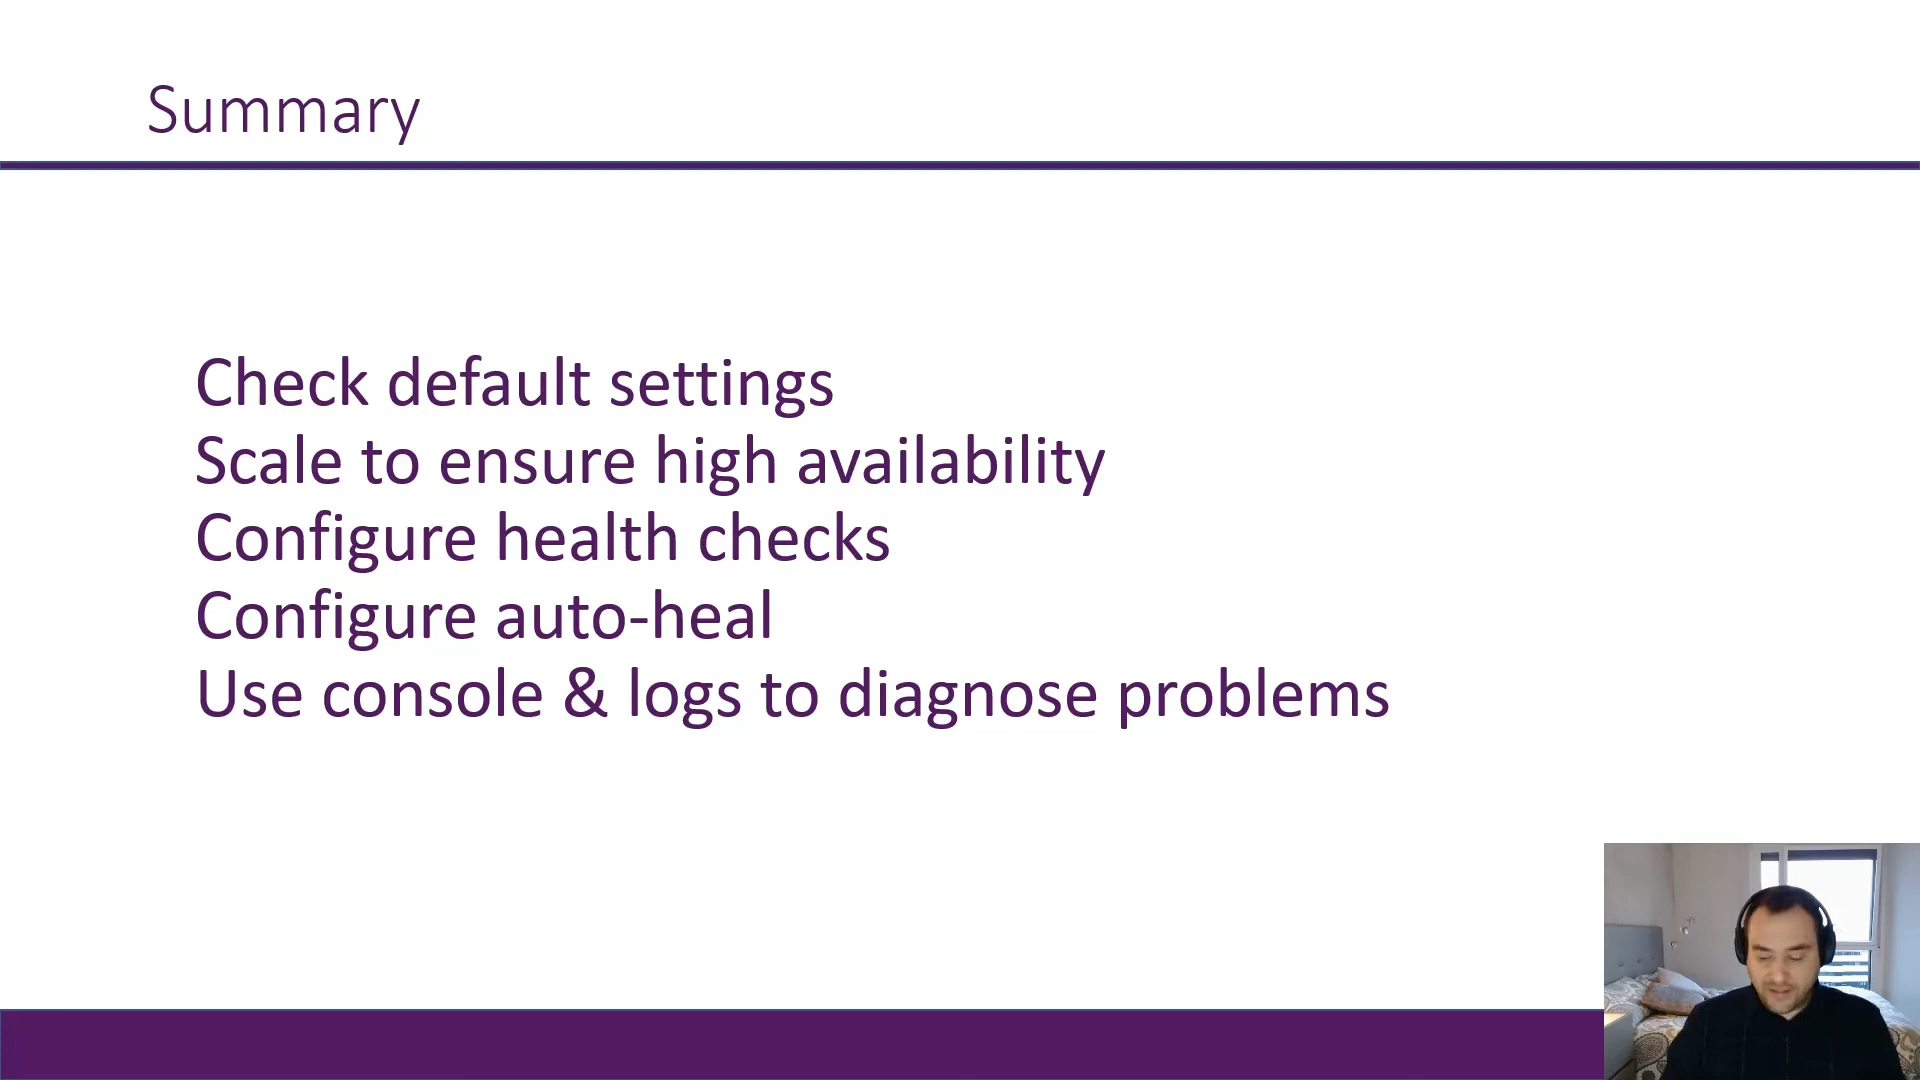 Summary
Check default settings
Scale to ensure high availability
Configure health checks
Configure auto-heal
Use console & logs to diagnose problems